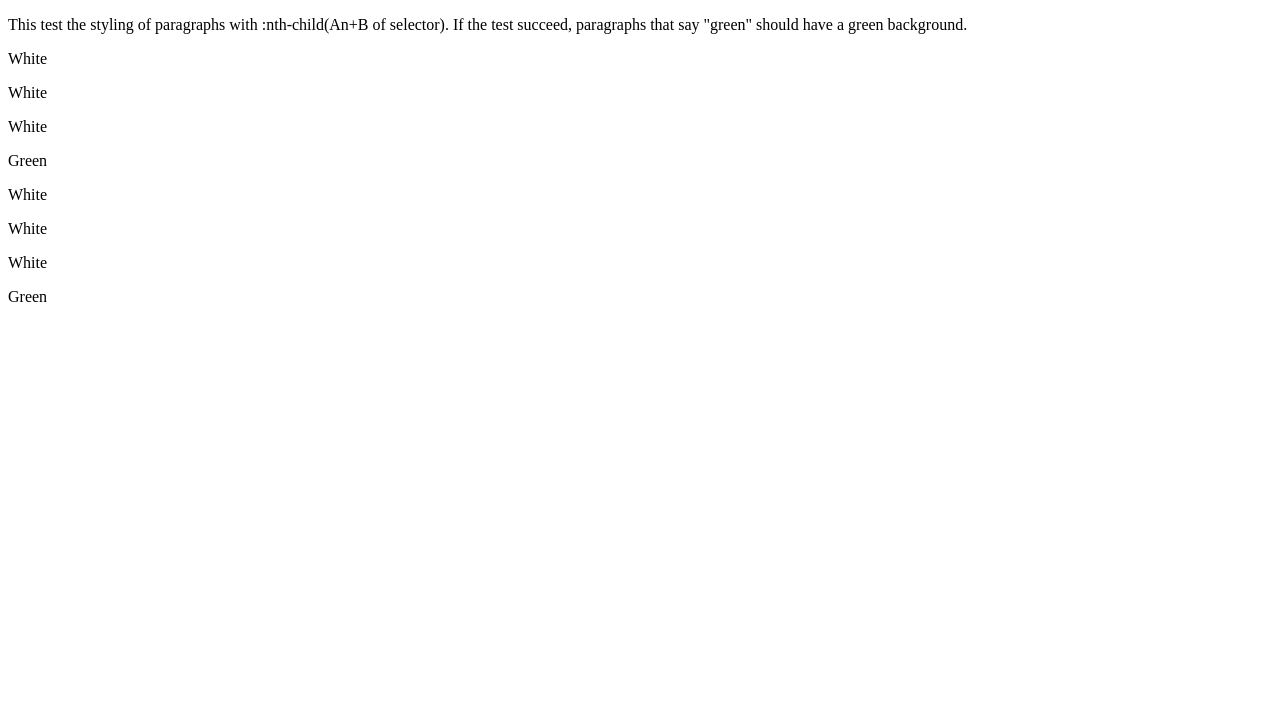 This test the styling of paragraphs with :nth-child(An+B of selector). If the test succeed, paragraphs that say "green" should have a green background.
White
White
White
Green
White
White
White
Green